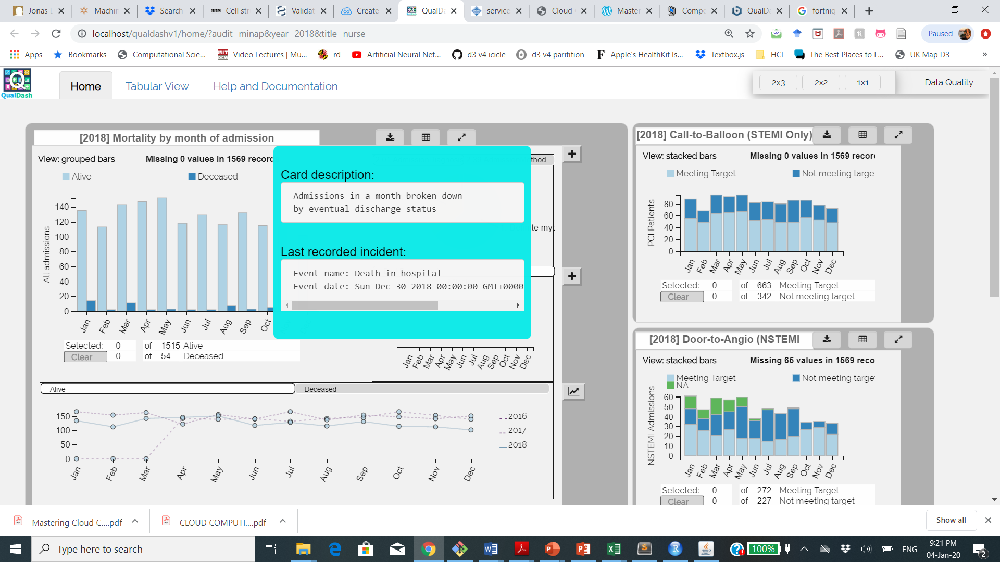 Jonas L
Machin
Search
Cell str
Validat
Create
QualDa
service
Cloud
Master
Compo
QualDa
fortnig
localhost/qualdashv1/home/?audit=minap&year=2018&title=nurse
Paused
Apps
Bookmarks
Computational Scie...
Video Lectures | Mu...
rd
Artificial Neural Net...
d3 v4 icicle
d3 v4 paritition
Apple's HealthKit Is...
Textbox.js
HCI
The Best Places to L...
UK Map D3
»
QualDash
Home
Tabular View
Help and Documentation
2x3
2x2
1x1
Data Quality
[2018] Mortality by month of admission
View: grouped bars
Missing 0 values in 1569 record
Alive
Deceased
All admissions
140
120
100
80
60
40
20
0
Jan
Feb
Mar
Apr
May
Jun
Jul
Aug
Sep
Oct
Selected: 0 of 1515 Alive
Clear 0 of 54 Deceased
thod
te myc
Card description:
Admissions in a month broken down
by eventual discharge status
Last recorded incident:
Event name: Death in hospital
Event date: Sun Dec 30 2018 00:00:00 GMT+0000
Jan
Feb
Mar
Apr
May
Jun
Jul
Aug
Sep
Oct
Nov
Dec
Alive
Deceased
150
100
50
0
Jan
Feb
Mar
Apr
May
Jun
Jul
Aug
Sep
Oct
Nov
Dec
2016
2017
2018
[2018] Call-to-Balloon (STEMI Only)
View: stacked bars
Missing 0 values in 1569 recor
Meeting Target
Not meeting targe
PCI Patients
80
60
40
20
0
Jan
Feb
Mar
Apr
May
Jun
Jul
Aug
Sep
Oct
Nov
Dec
Selected: 0 of 663 Meeting Target
Clear 0 of 342 Not meeting target
[2018] Door-to-Angio (NSTEMI
View: stacked bars
Missing 65 values in 1569 reco
Meeting Target
Not meeting targe
NA
NSTEMI Admissions
60
50
40
30
20
10
0
Jan
Feb
Mar
Apr
May
Jun
Jul
Aug
Sep
Oct
Nov
Dec
Selected: 0 of 272 Meeting Target
Clear 0 of 227 Not meeting target
Mastering Cloud C....pdf
CLOUD COMPUTI....pdf
Show all
Type here to search
100%
ENG
9:21 PM
04-Jan-20
2